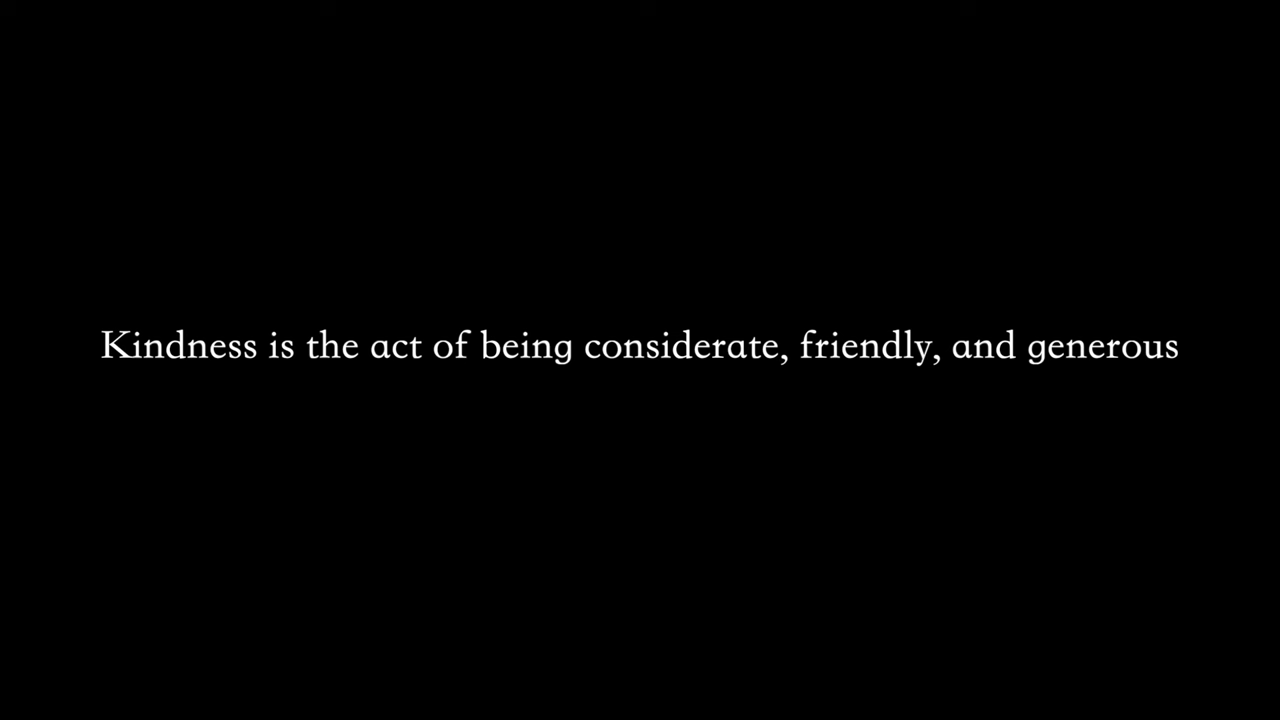 Kindness is the act of being considerate, friendly, and generous